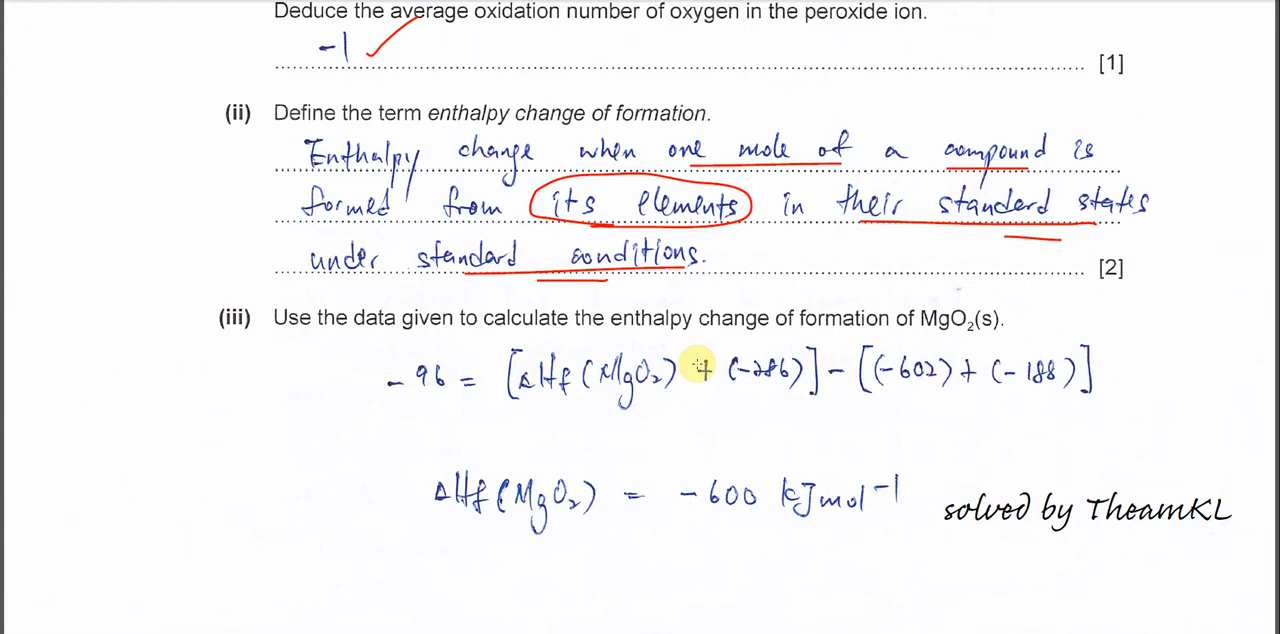 Deduce the average oxidation number of oxygen in the peroxide ion.
-1
[1]
(ii) Define the term enthalpy change of formation.
Enthalpy change when one mole of a compound is
formed from its elements in their standard states
under standard conditions.
[2]
(iii) Use the data given to calculate the enthalpy change of formation of MgO₂(s).
-96 = [ΔHf(MgO₂) + (-286)] - [(-602) + (-188)]
ΔHf(MgO₂) = -600 kJmol⁻¹
solved by TheamKL